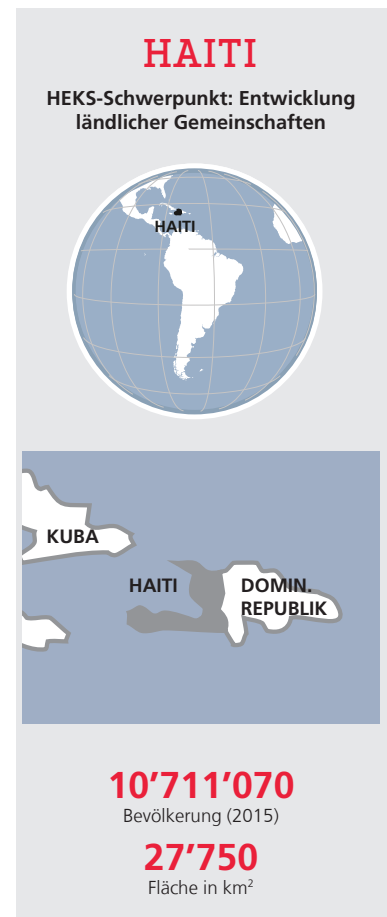 HAITI
HEKS-Schwerpunkt: Entwicklung
ländlicher Gemeinschaften
HAITI
KUBA
HAITI
DOMIN.
REPUBLIK
10’711’070
Bevölkerung (2015)
27’750
Fläche in km²